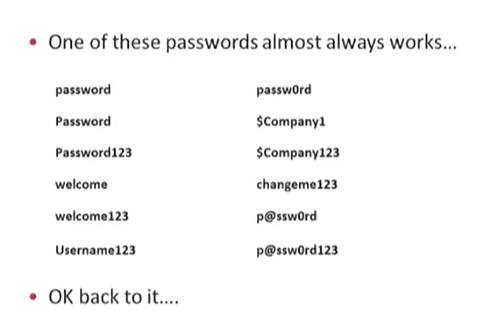 • One of these passwords almost always works...
password passw0rd
Password $Company1
Password123 $Company123
welcome changeme123
welcome123 p@ssw0rd
Username123 p@ssw0rd123
• OK back to it....